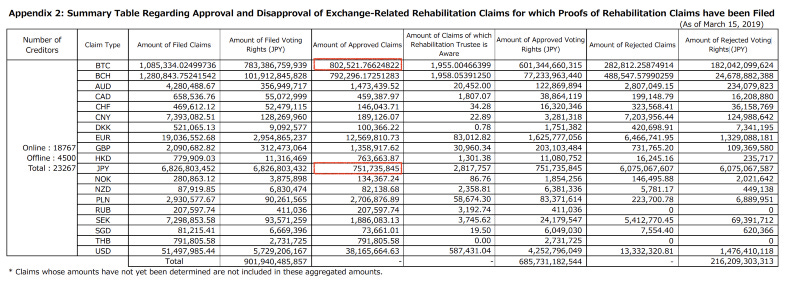 Appendix 2: Summary Table Regarding Approval and Disapproval of Exchange-Related Rehabilitation Claims for which Proofs of Rehabilitation Claims have been Filed
(As of March 15, 2019)
Number of Creditors Claim Type Amount of Filed Claims Amount of Filed Voting Rights (JPY) Amount of Approved Claims Amount of Claims of which Rehabilitation Trustee is Aware Amount of Approved Voting Rights (JPY) Amount of Rejected Claims Amount of Rejected Voting Rights (JPY)
BTC 1,085,334.02499736 783,386,759,939 802,521.76624822 1,955.00466399 601,344,660,315 282,812.25874914 182,042,099,624
BCH 1,280,843.75241542 101,912,845,828 792,296.17251283 1,958.05391250 77,233,963,440 488,547.57990259 24,678,882,388
AUD 4,280,488.67 356,949,717 1,473,439.52 20,452.00 122,869,894 2,807,049.15 234,079,823
CAD 658,536.76 55,072,999 459,387.97 1,807.07 38,864,119 199,148.79 16,208,880
CHF 469,612.13 52,479,115 146,043.71 34.28 16,320,346 323,568.41 36,158,769
CNY 7,393,082.51 128,269,960 189,126.07 22.89 3,281,318 7,203,956.44 124,988,642
DKK 521,065.13 9,092,577 100,366.22 0.78 1,751,382 420,698.91 7,341,195
EUR 19,036,552.68 2,954,865,237 12,569,810.73 83,012.82 1,625,777,056 6,466,741.95 1,329,088,181
Online : 18767 GBP 2,090,682.82 312,473,064 1,358,917.62 30,960.34 203,103,484 731,765.20 109,369,580
Offline : 4500 HKD 779,909.03 11,316,469 763,663.87 1,301.38 11,080,752 16,245.16 235,717
Total : 23267 JPY 6,826,803,452 6,826,803,432 751,735,845 2,817,757 751,735,845 6,075,067,607 6,075,067,587
NOK 280,863.12 3,875,898 134,367.24 86.76 1,854,256 146,495.88 2,021,642
NZD 87,919.85 6,830,474 82,138.68 2,358.81 6,381,336 5,781.17 449,138
PLN 2,930,577.67 90,261,565 2,706,876.89 58,674.30 83,371,614 223,700.78 6,889,951
RUB 207,597.74 411,036 207,597.74 3,192.74 411,036 0 0
SEK 7,298,853.58 93,571,259 1,886,083.13 3,745.62 24,179,547 5,412,770.45 69,391,712
SGD 81,215.41 6,669,396 73,661.01 19.50 6,049,030 7,554.40 620,366
THB 791,805.58 2,731,725 791,805.58 0.00 2,731,725 0 0
USD 51,497,985.44 5,729,206,167 38,165,664.63 587,431.04 4,252,796,049 13,332,320.81 1,476,410,118
Total 901,940,485,857 - - 685,731,182,544 - 216,209,303,313
* Claims whose amounts have not yet been determined are not included in these aggregated amounts.